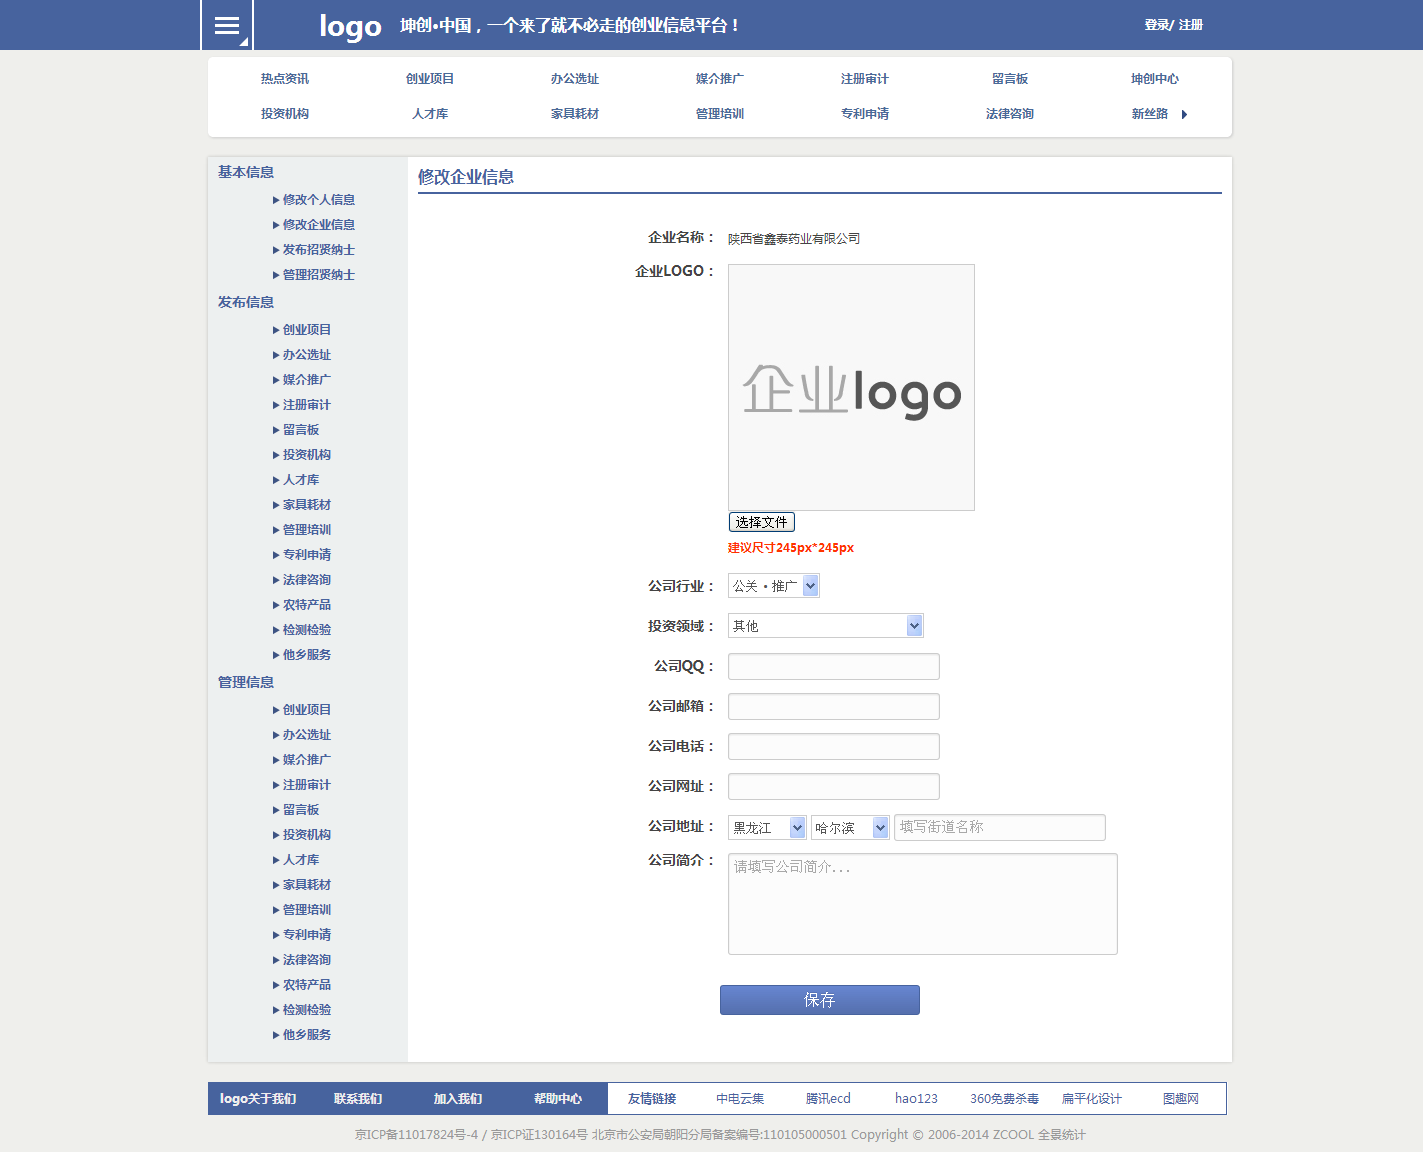 logo 坤创•中国，一个来了就不必走的创业信息平台！ 登录/ 注册
热点资讯 创业项目 办公选址 媒介推广 注册审计 留言板 坤创中心
投资机构 人才库 家具耗材 管理培训 专利申请 法律咨询 新丝路
基本信息
修改个人信息
修改企业信息
发布招贤纳士
管理招贤纳士
发布信息
创业项目
办公选址
媒介推广
注册审计
留言板
投资机构
人才库
家具耗材
管理培训
专利申请
法律咨询
农特产品
检测检验
他乡服务
管理信息
创业项目
办公选址
媒介推广
注册审计
留言板
投资机构
人才库
家具耗材
管理培训
专利申请
法律咨询
农特产品
检测检验
他乡服务
修改企业信息
企业名称： 陕西省鑫泰药业有限公司
企业LOGO：
企业logo
选择文件
建议尺寸245px*245px
公司行业： 公关・推广
投资领域： 其他
公司QQ：
公司邮箱：
公司电话：
公司网址：
公司地址： 黑龙江 哈尔滨 填写街道名称
公司简介： 请填写公司简介...
保存
logo关于我们 联系我们 加入我们 帮助中心 友情链接 中电云集 腾讯ecd hao123 360免费杀毒 扁平化设计 图趣网
京ICP备11017824号-4 / 京ICP证130164号 北京市公安局朝阳分局备案编号:110105000501 Copyright © 2006-2014 ZCOOL 全景统计